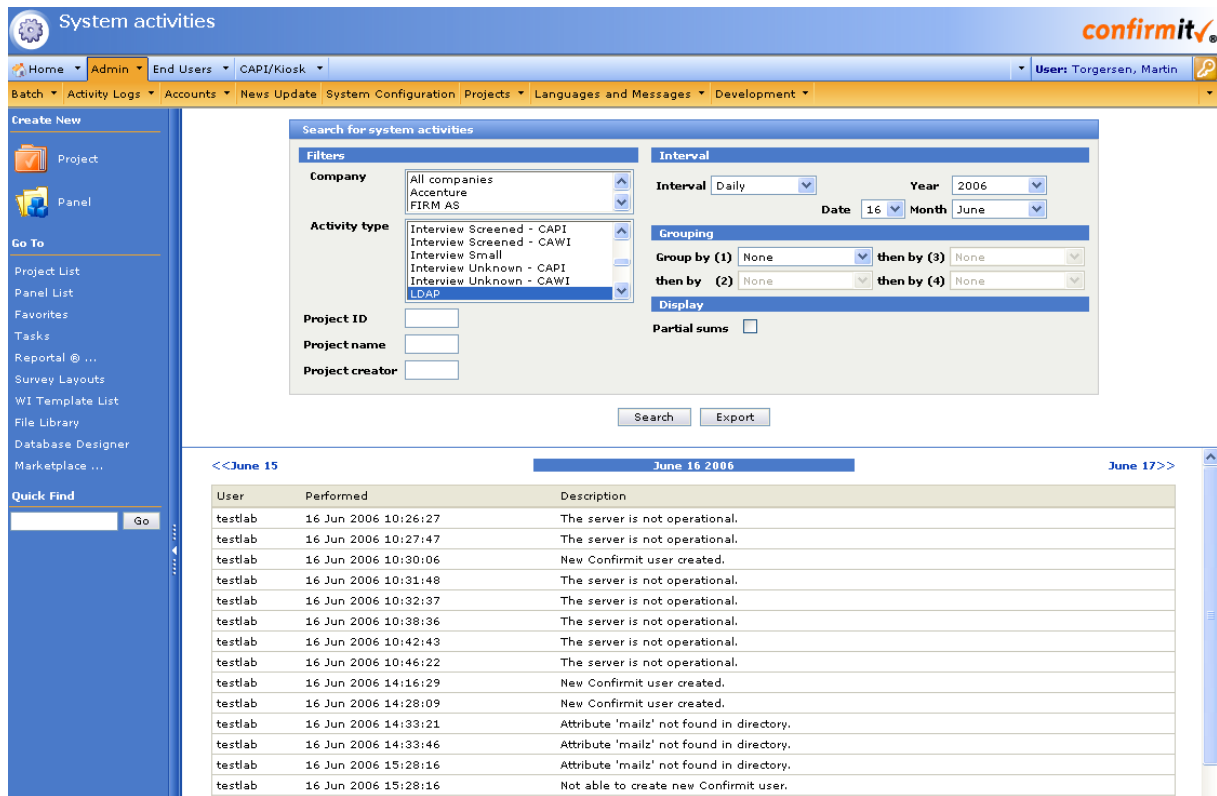 System activities
confirmit®
Home Admin End Users CAPI/Kiosk User: Torgersen, Martin
Batch Activity Logs Accounts News Update System Configuration Projects Languages and Messages Development
Create New
Project
Panel
Go To
Project List
Panel List
Favorites
Tasks
Reportal ® ...
Survey Layouts
WI Template List
File Library
Database Designer
Marketplace ...
Quick Find
Go
Search for system activities
Filters
Company
All companies
Accenture
FIRM AS
Activity type
Interview Screened - CAPI
Interview Screened - CAWI
Interview Small
Interview Unknown - CAPI
Interview Unknown - CAWI
LDAP
Project ID
Project name
Project creator
Interval
Interval Daily Year 2006
Date 16 Month June
Grouping
Group by (1) None then by (3) None
then by (2) None then by (4) None
Display
Partial sums
Search Export
<<June 15 June 16 2006 June 17>>
User Performed Description
testlab 16 Jun 2006 10:26:27 The server is not operational.
testlab 16 Jun 2006 10:27:47 The server is not operational.
testlab 16 Jun 2006 10:30:06 New Confirmit user created.
testlab 16 Jun 2006 10:31:48 The server is not operational.
testlab 16 Jun 2006 10:32:37 The server is not operational.
testlab 16 Jun 2006 10:38:36 The server is not operational.
testlab 16 Jun 2006 10:42:43 The server is not operational.
testlab 16 Jun 2006 10:46:22 The server is not operational.
testlab 16 Jun 2006 14:16:29 New Confirmit user created.
testlab 16 Jun 2006 14:28:09 New Confirmit user created.
testlab 16 Jun 2006 14:33:21 Attribute 'mailz' not found in directory.
testlab 16 Jun 2006 14:33:46 Attribute 'mailz' not found in directory.
testlab 16 Jun 2006 15:28:16 Attribute 'mailz' not found in directory.
testlab 16 Jun 2006 15:28:16 Not able to create new Confirmit user.